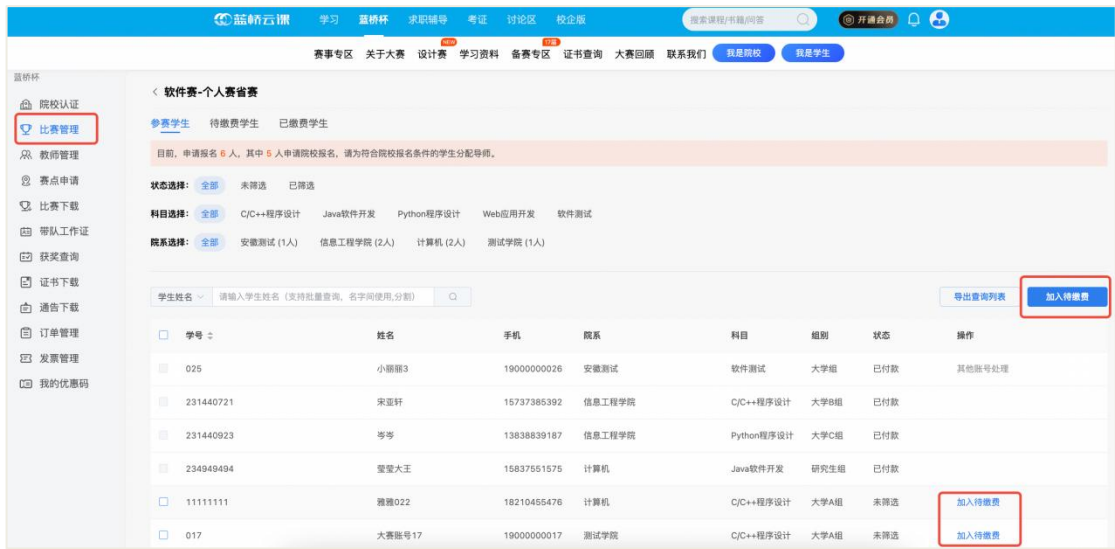 蓝桥云课 学习 蓝桥杯 求职辅导 考证 讨论区 校企版 搜索课程/书籍/问答 开通会员
NEW 17届
赛事专区 关于大赛 设计赛 学习资料 备赛专区 证书查询 大赛回顾 联系我们 我是院校 我是学生
蓝桥杯
院校认证
比赛管理
教师管理
赛点申请
比赛下载
带队工作证
获奖查询
证书下载
通告下载
订单管理
发票管理
我的优惠码
< 软件赛-个人赛省赛
参赛学生 待缴费学生 已缴费学生
目前，申请报名 6 人，其中 5 人申请院校报名，请为符合院校报名条件的学生分配导师。
状态选择： 全部 未筛选 已筛选
科目选择： 全部 C/C++程序设计 Java软件开发 Python程序设计 Web应用开发 软件测试
院系选择： 全部 安徽测试 (1人) 信息工程学院 (2人) 计算机 (2人) 测试学院 (1人)
学生姓名 请输入学生姓名（支持批量查询，名字间使用,分割） 导出查询列表 加入待缴费
学号 姓名 手机 院系 科目 组别 状态 操作
025 小丽丽3 19000000026 安徽测试 软件测试 大学组 已付款 其他账号处理
231440721 宋亚轩 15737385392 信息工程学院 C/C++程序设计 大学B组 已付款
231440923 岑岑 13838839187 信息工程学院 Python程序设计 大学C组 已付款
234949494 莹莹大王 15837551575 计算机 Java软件开发 研究生组 已付款
11111111 雅雅022 18210455476 计算机 C/C++程序设计 大学A组 未筛选 加入待缴费
017 大赛账号17 19000000017 测试学院 C/C++程序设计 大学A组 未筛选 加入待缴费